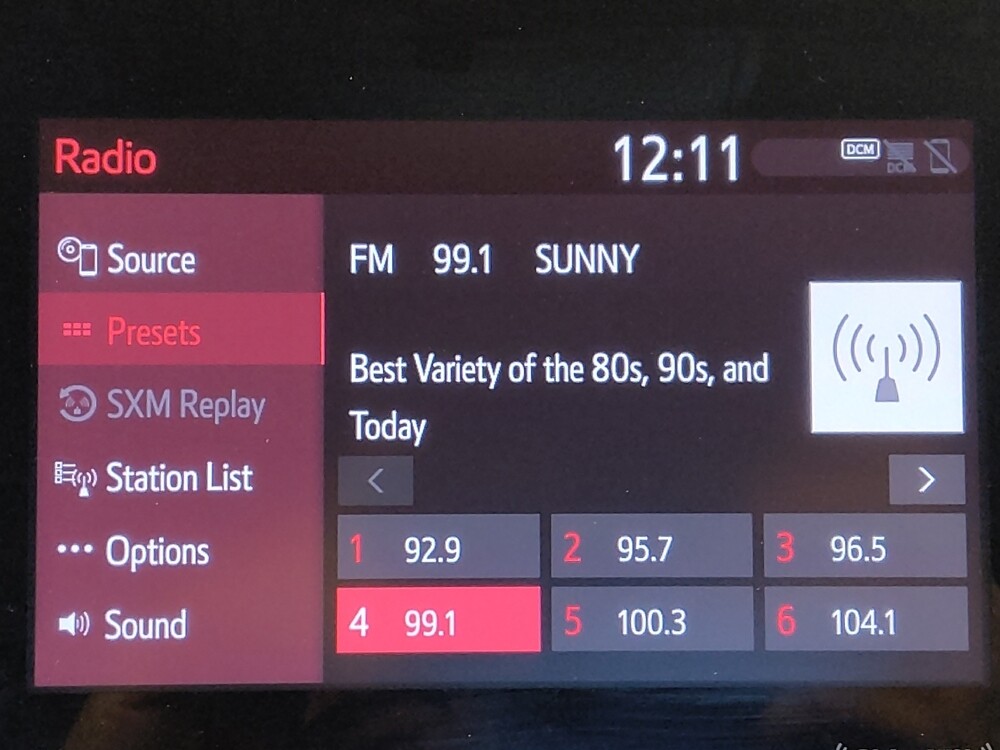 Radio
12:11
DCM
Source
Presets
SXM Replay
Station List
Options
Sound
FM 99.1 SUNNY
Best Variety of the 80s, 90s, and
Today
1 92.9
2 95.7
3 96.5
4 99.1
5 100.3
6 104.1